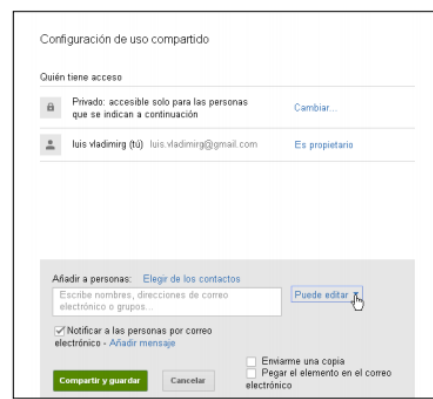 Configuración de uso compartido
Quién tiene acceso
Privado: accesible solo para las personas
que se indican a continuación
Cambiar...
luis vladimirg (tú) luis.vladimirg@gmail.com
Es propietario
Añadir a personas: Elegir de los contactos
Escribe nombres, direcciones de correo
electrónico o grupos...
Puede editar
Notificar a las personas por correo
electrónico - Añadir mensaje
Enviarme una copia
Pegar el elemento en el correo
electrónico
Compartir y guardar
Cancelar